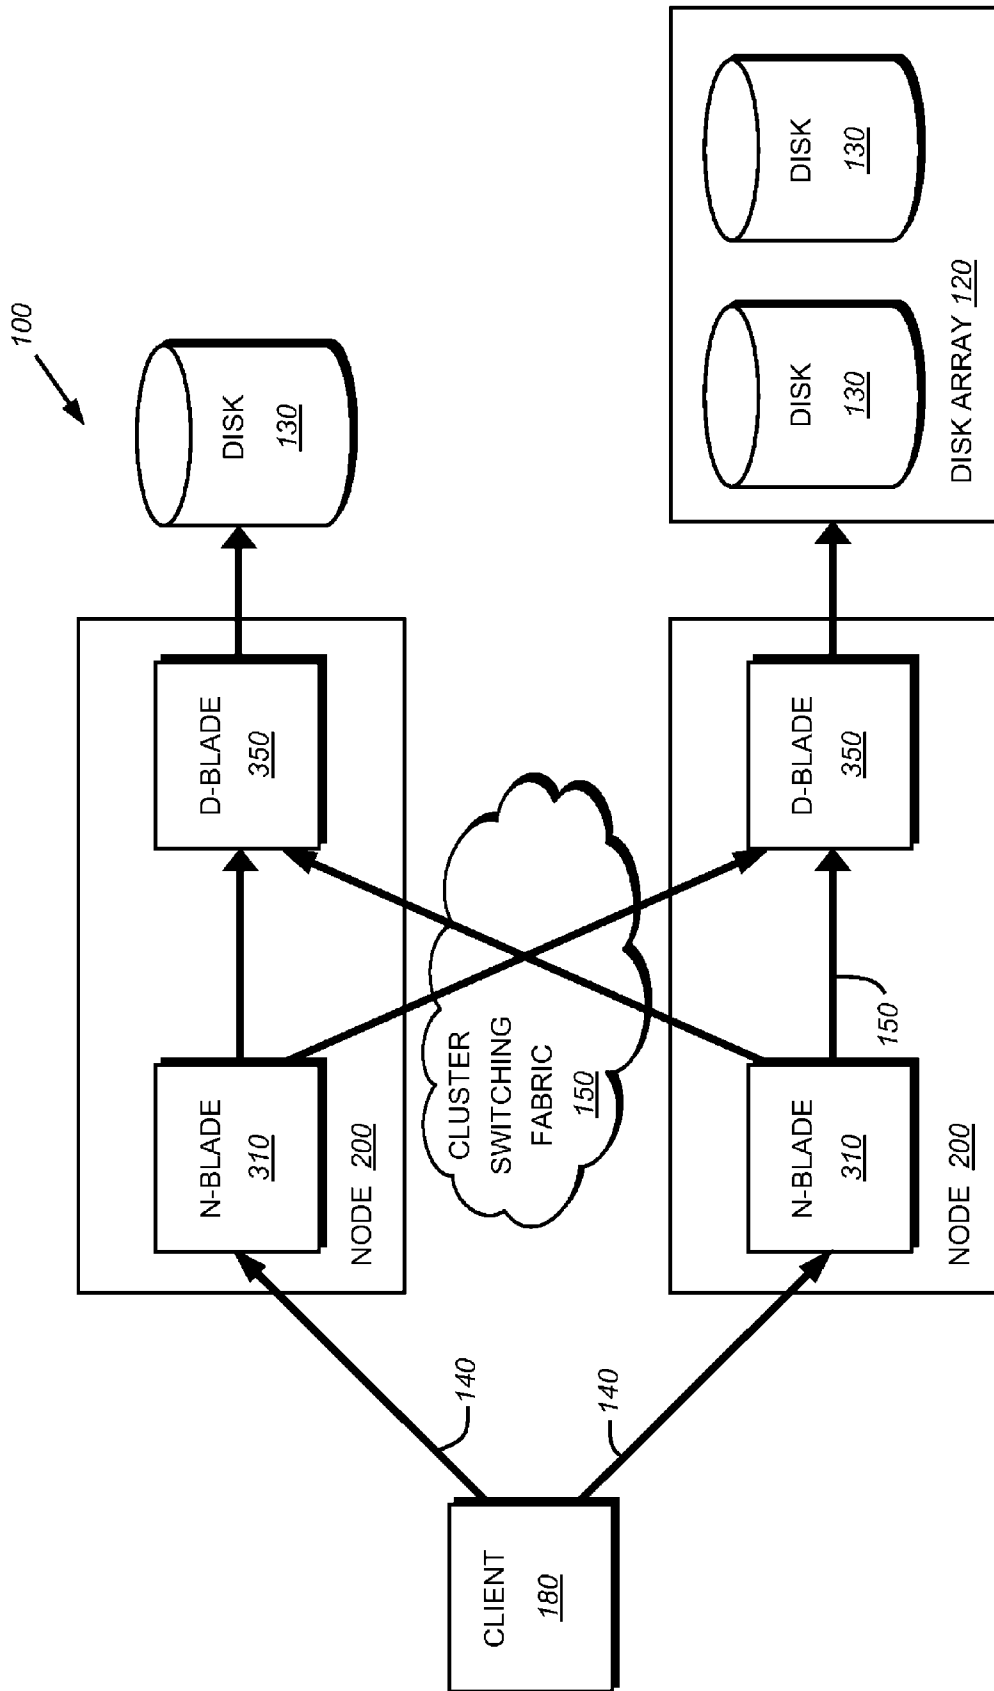 100
NODE 200
N-BLADE
310
D-BLADE
350
DISK
130
CLIENT
180
140
140
CLUSTER
SWITCHING
FABRIC
150
NODE 200
N-BLADE
310
150
D-BLADE
350
DISK
130
DISK
130
DISK ARRAY 120